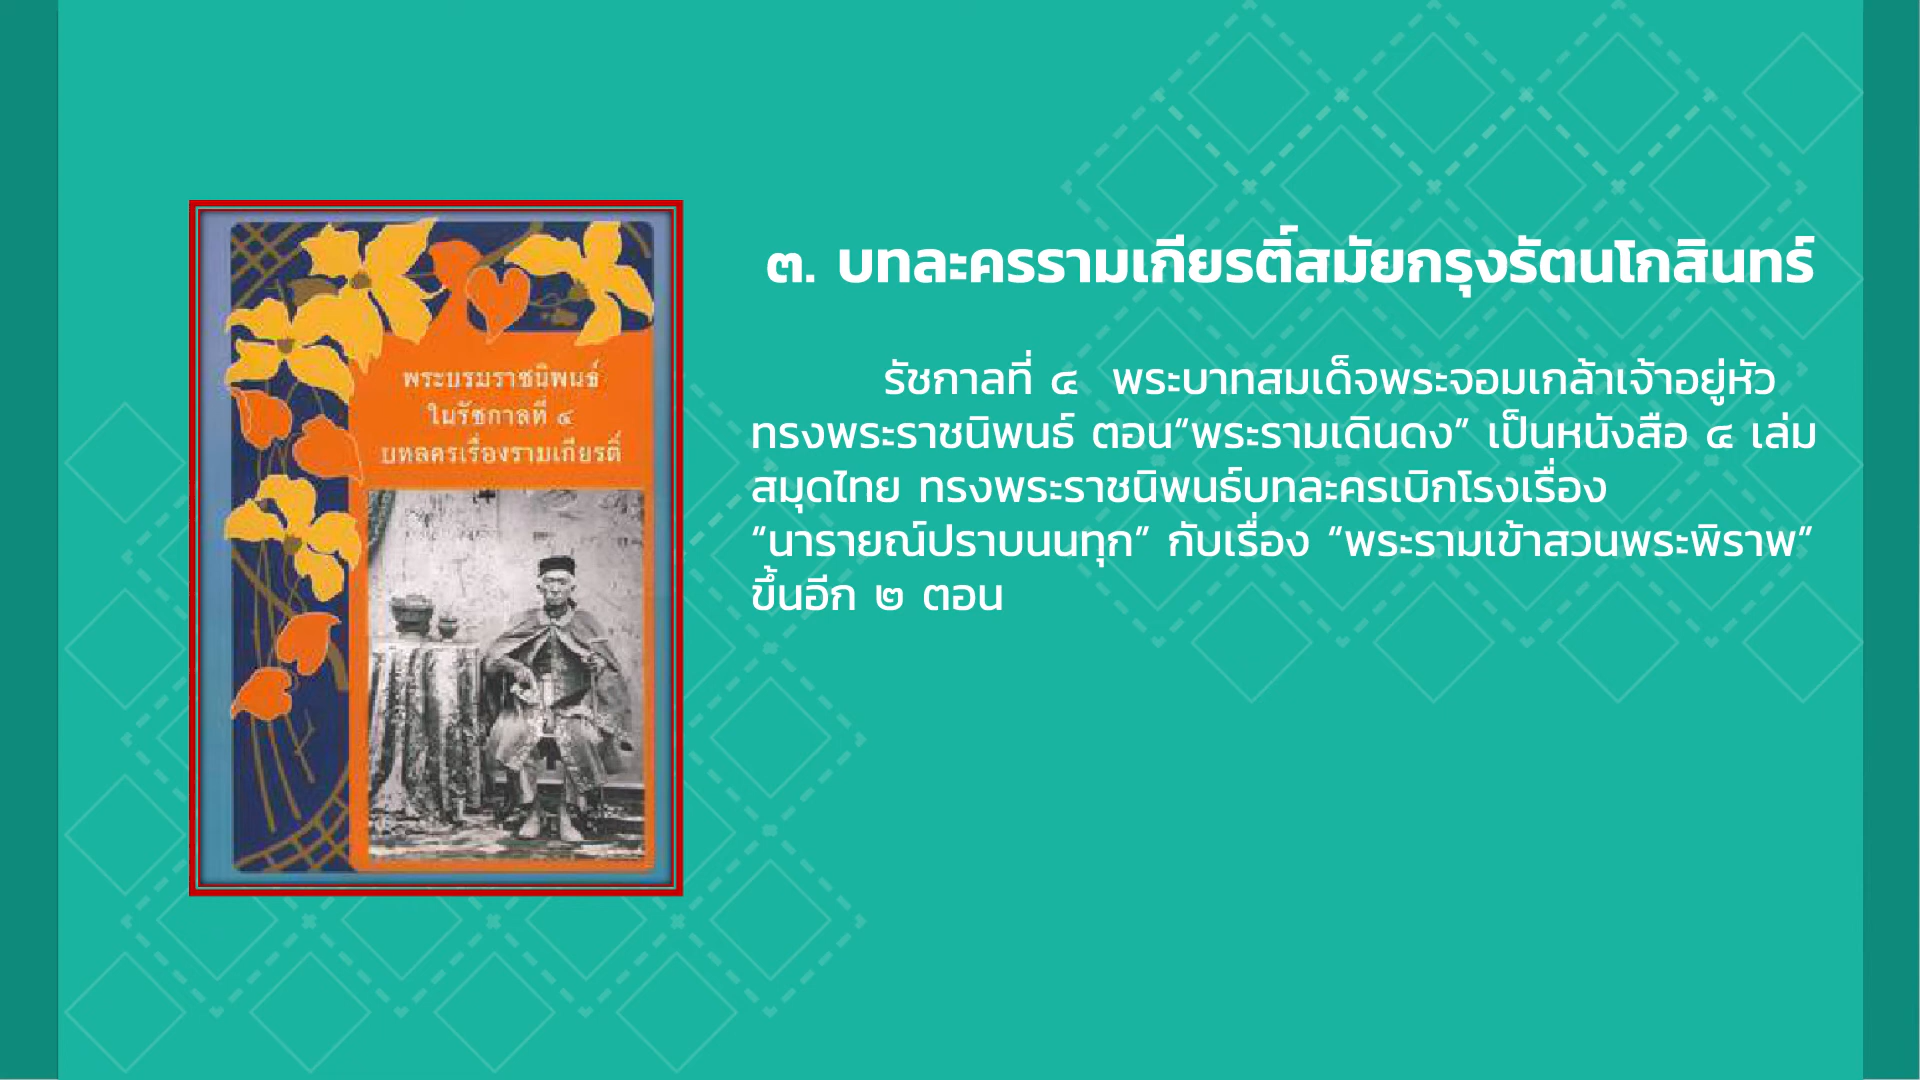 พระบรมราชนิพนธ์
ในรัชกาลที่ ๔
บทลครเรื่องรามเกียรติ์
๓. บทละครรามเกียรติ์สมัยกรุงรัตนโกสินทร์
รัชกาลที่ ๔ พระบาทสมเด็จพระจอมเกล้าเจ้าอยู่หัว
ทรงพระราชนิพนธ์ ตอน“พระรามเดินดง” เป็นหนังสือ ๔ เล่ม
สมุดไทย ทรงพระราชนิพนธ์บทละครเบิกโรงเรื่อง
“นารายณ์ปราบนนทุก” กับเรื่อง “พระรามเข้าสวนพระพิราพ”
ขึ้นอีก ๒ ตอน